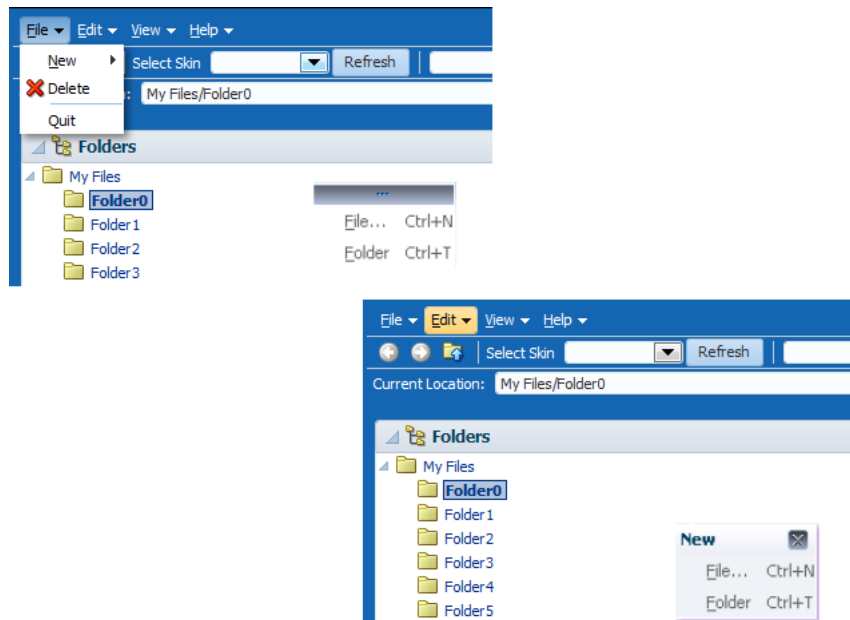 File Edit View Help
New
Select Skin Refresh
Delete
: My Files/Folder0
Quit
Folders
My Files
Folder0
Folder1
Folder2
Folder3
File... Ctrl+N
Folder Ctrl+T
File Edit View Help
Select Skin Refresh
Current Location: My Files/Folder0
Folders
My Files
Folder0
Folder1
Folder2
Folder3
Folder4
Folder5
New
File... Ctrl+N
Folder Ctrl+T